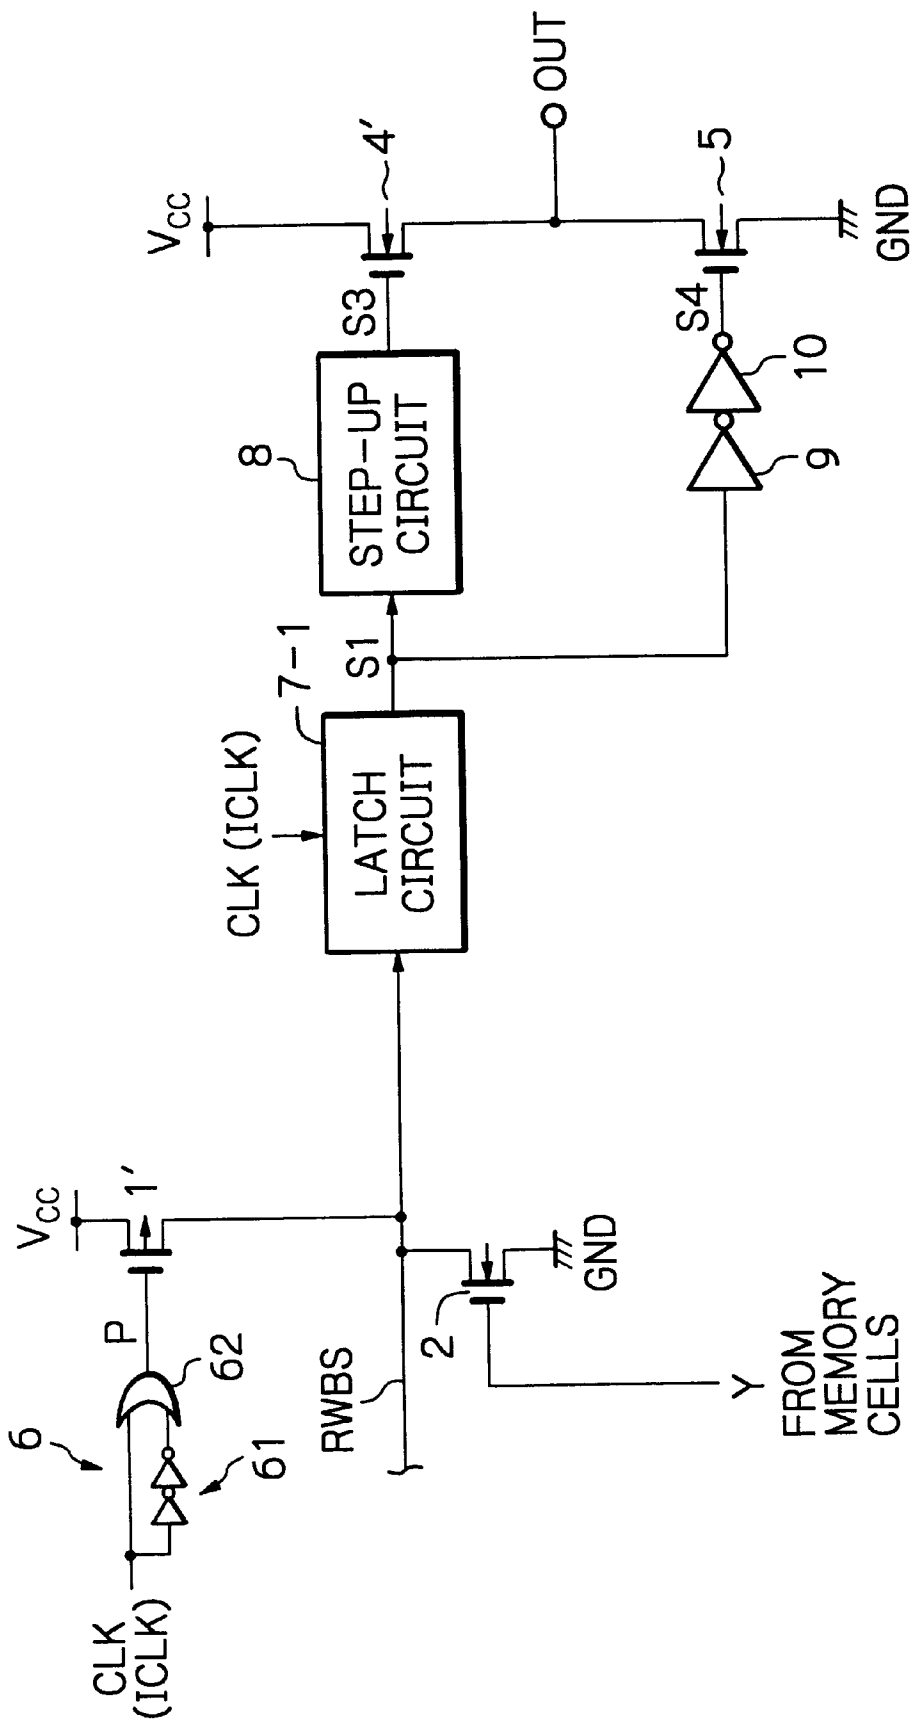 CLK
(ICLK)
6
61
62
P
VCC
1'
RWBS
2
GND
Y
FROM
MEMORY
CELLS
CLK (ICLK)
7-1
LATCH
CIRCUIT
S1
8
STEP-UP
CIRCUIT
S3
VCC
4'
OUT
9
10
S4
5
GND